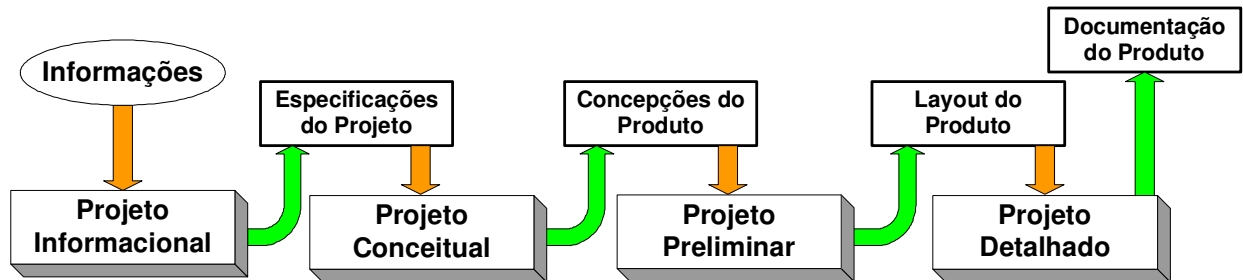 Informações
Projeto
Informacional
Especificações
do Projeto
Projeto
Conceitual
Concepções do
Produto
Projeto
Preliminar
Layout do
Produto
Projeto
Detalhado
Documentação
do Produto